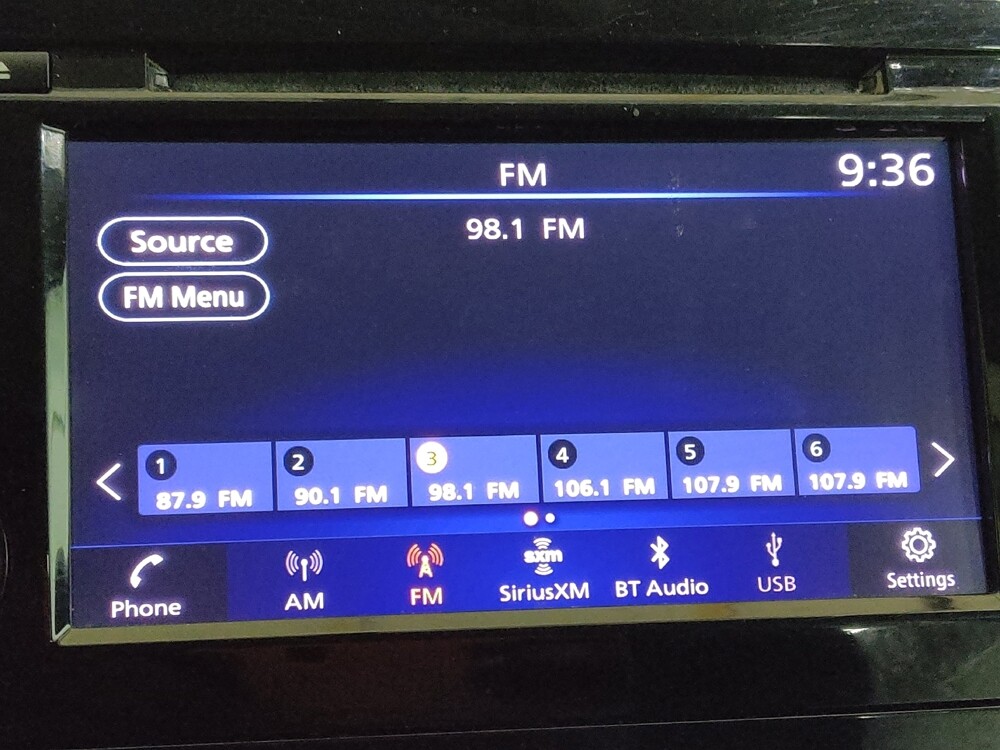 FM
9:36
98.1 FM
Source
FM Menu
1 2 3 4 5 6
87.9 FM 90.1 FM 98.1 FM 106.1 FM 107.9 FM 107.9 FM
sxm
Phone AM FM SiriusXM BT Audio USB Settings